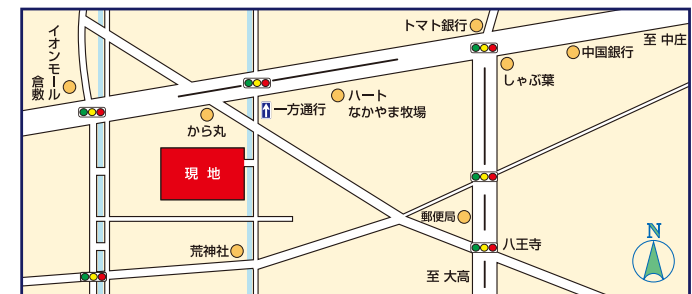 トマト銀行
至 中庄
中国銀行
イオンモール
倉敷
しゃぶ葉
ハート
なかやま牧場
一方通行
から丸
現 地
郵便局
荒神社
八王寺
至 大高
N